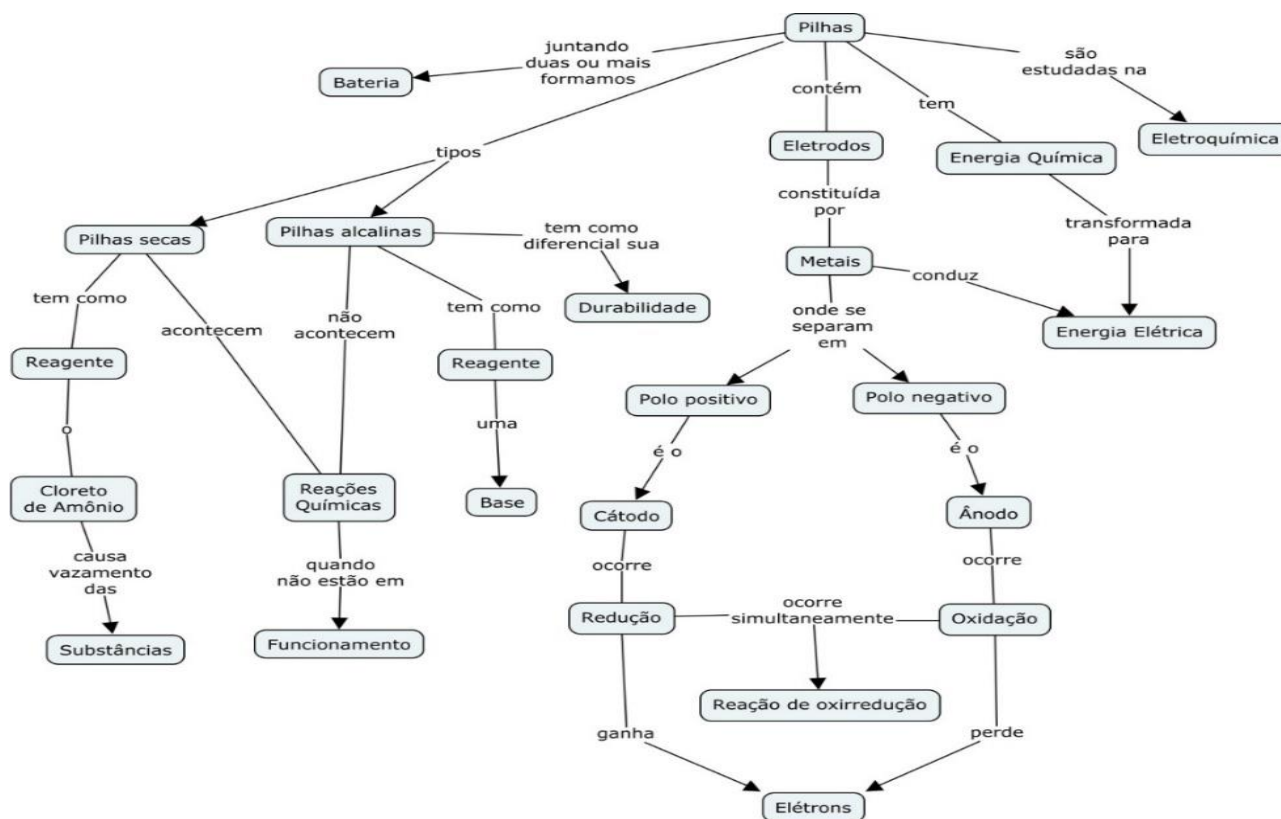 Pilhas
juntando
duas ou mais
formamos
são
estudadas na
Bateria
contém
tem
Eletroquímica
tipos
Eletrodos
Energia Química
constituída
por
transformada
para
Pilhas secas
Pilhas alcalinas
tem como
diferencial sua
Metais
conduz
tem como
acontecem
não
acontecem
tem como
Durabilidade
onde se
separam
em
Energia Elétrica
Reagente
Reagente
Polo positivo
Polo negativo
o
uma
é o
é o
Cloreto
de Amônio
Reações
Químicas
Base
Cátodo
Ânodo
causa
vazamento
das
quando
não estão em
ocorre
ocorre
Substâncias
Funcionamento
Redução
ocorre
simultaneamente
Oxidação
Reação de oxirredução
ganha
perde
Elétrons